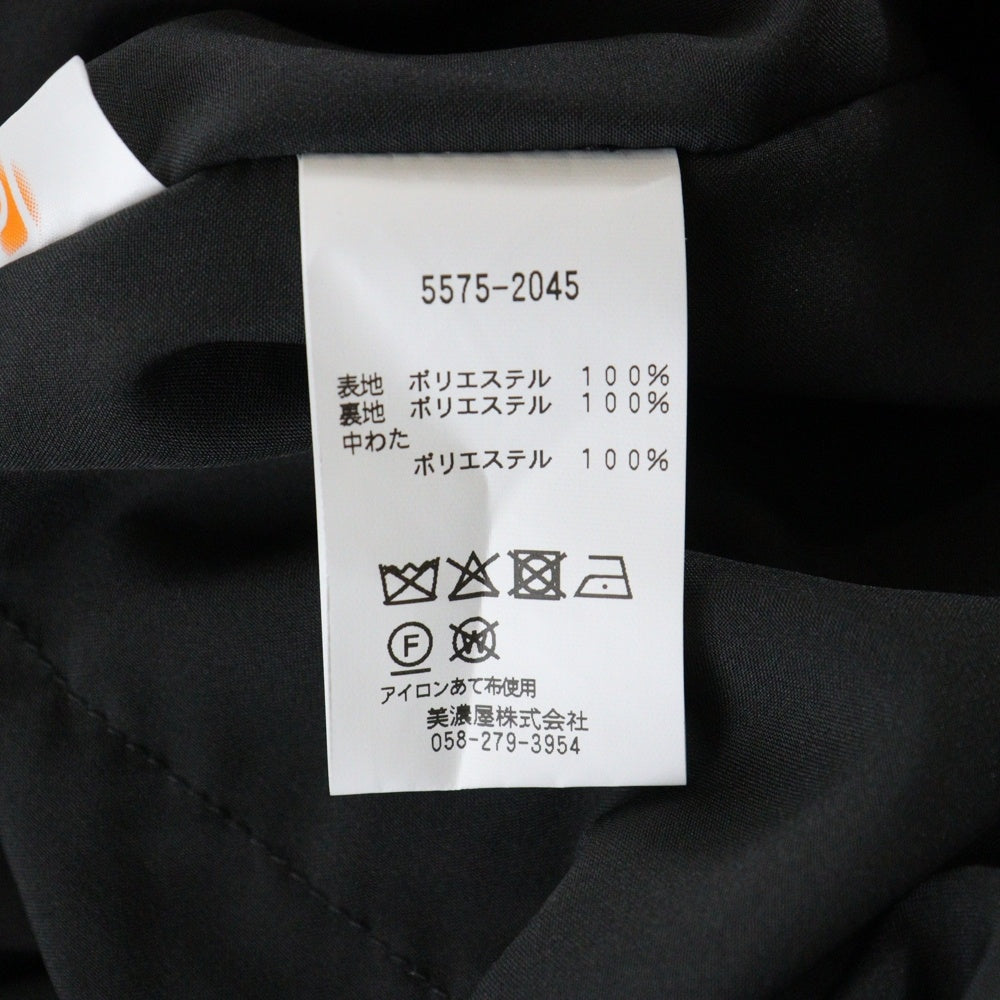 5575-2045
表地 ポリエステル 100%
裏地 ポリエステル 100%
中わた
ポリエステル 100%
F W
アイロンあて布使用
美濃屋株式会社
058-279-3954